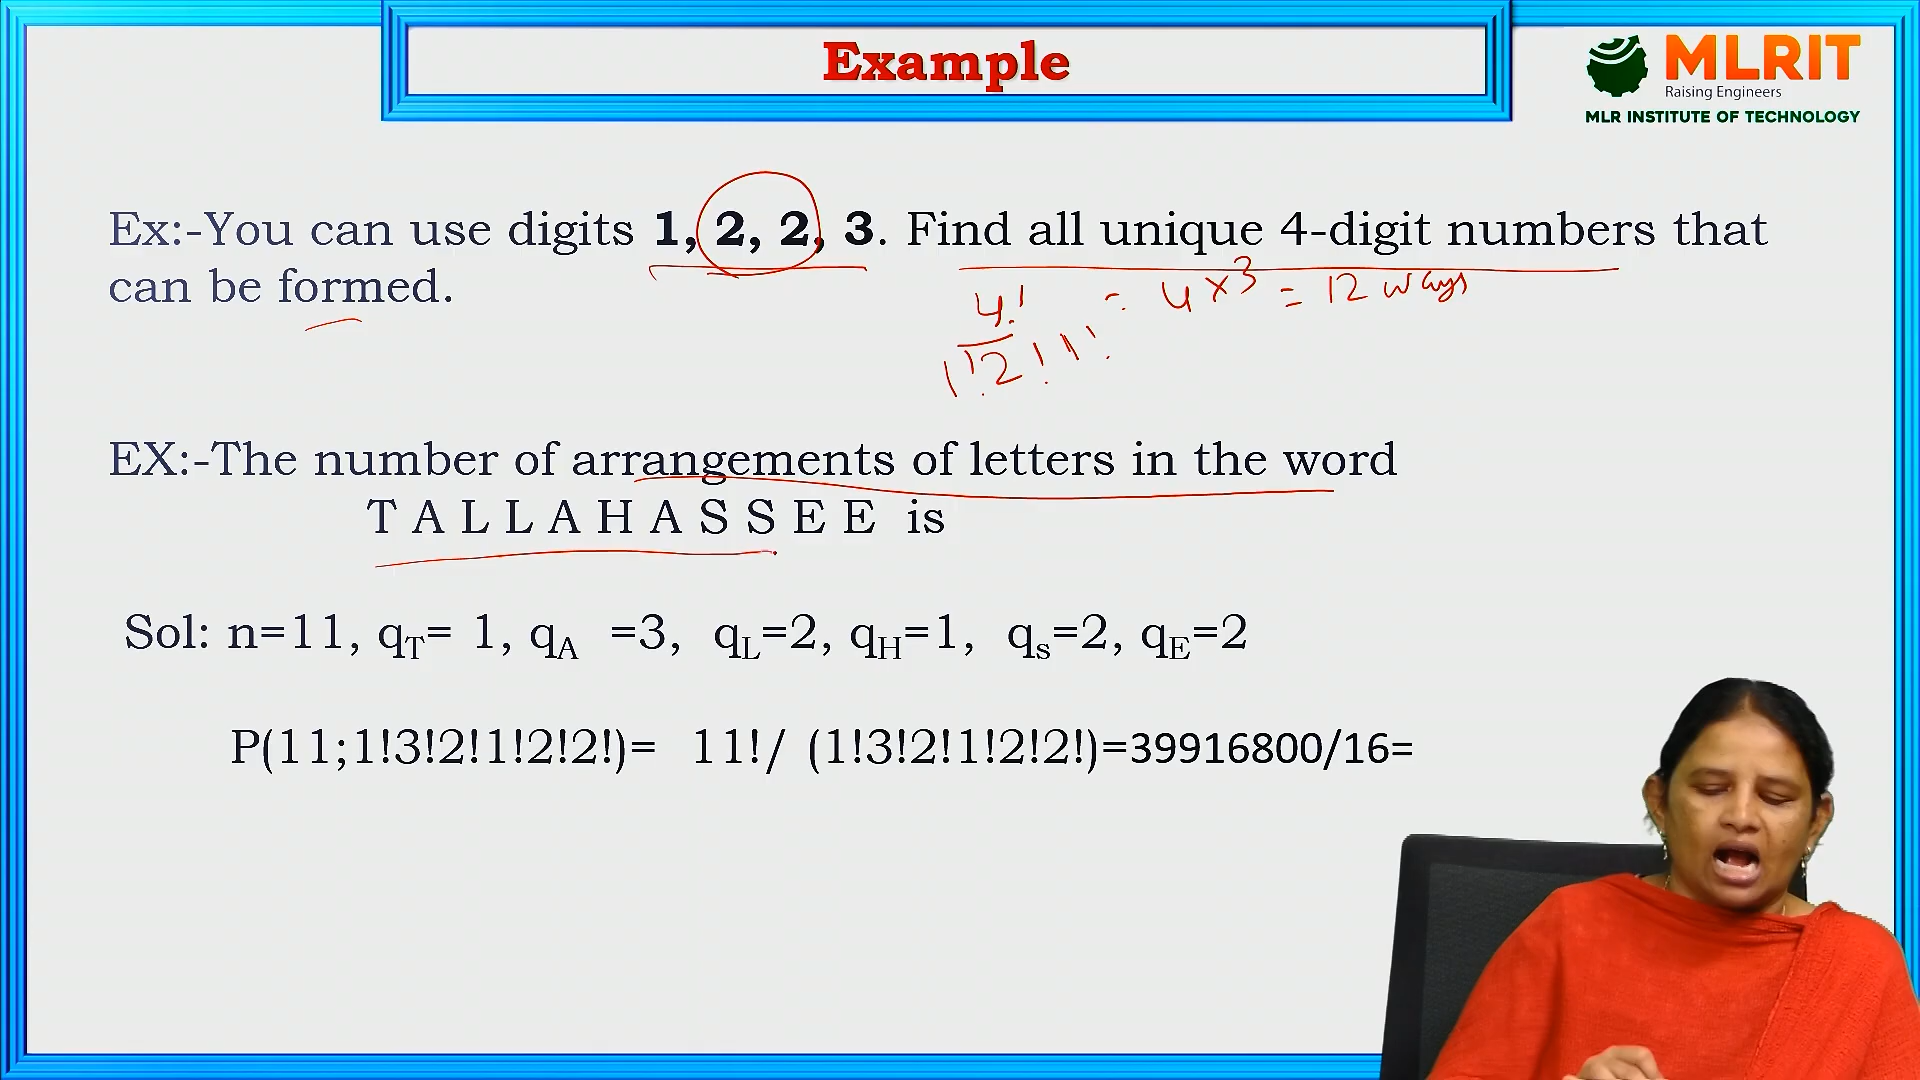 Example
MLRIT
Raising Engineers
MLR INSTITUTE OF TECHNOLOGY
Ex:-You can use digits 1, 2, 2, 3. Find all unique 4-digit numbers that
can be formed.
4! / 1!2!1! = 4 x 3 = 12 ways
EX:-The number of arrangements of letters in the word
T A L L A H A S S E E is
Sol: n=11, qT= 1, qA =3, qL=2, qH=1, qs=2, qE=2
P(11;1!3!2!1!2!2!)= 11!/ (1!3!2!1!2!2!)=39916800/16=